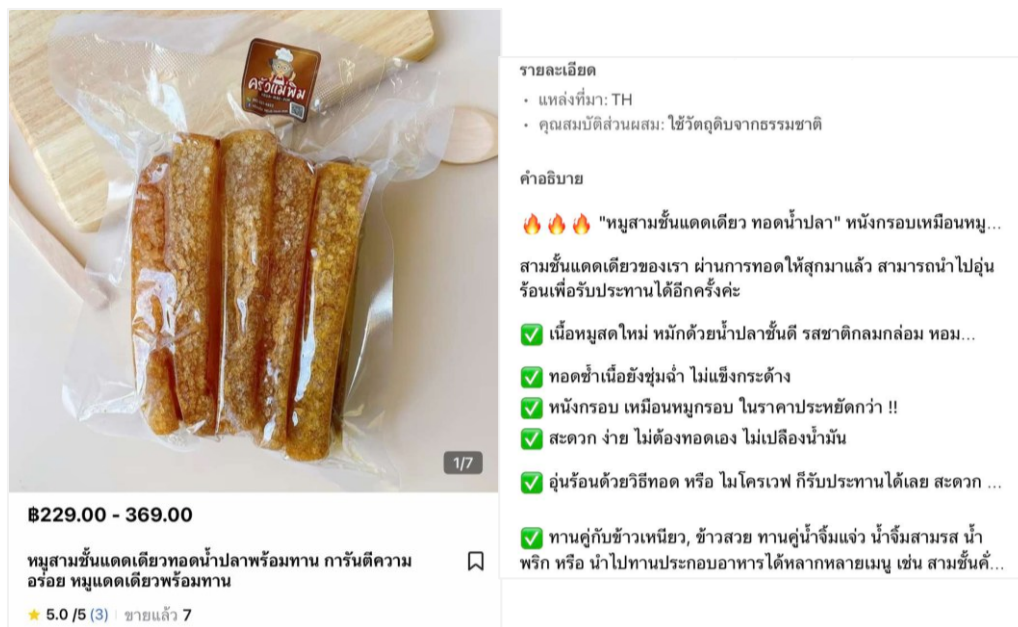 ครัวแม่พิม
1/7
฿229.00 - 369.00
หมูสามชั้นแดดเดียวทอดน้ำปลาพร้อมทาน การันตีความ
อร่อย หมูแดดเดียวพร้อมทาน
5.0 /5 (3) ขายแล้ว 7
รายละเอียด
• แหล่งที่มา: TH
• คุณสมบัติส่วนผสม: ใช้วัตถุดิบจากธรรมชาติ
คำอธิบาย
🔥🔥🔥 "หมูสามชั้นแดดเดียว ทอดน้ำปลา" หนังกรอบเหมือนหมู...
สามชั้นแดดเดียวของเรา ผ่านการทอดให้สุกมาแล้ว สามารถนำไปอุ่น
ร้อนเพื่อรับประทานได้อีกครั้งค่ะ
✅ เนื้อหมูสดใหม่ หมักด้วยน้ำปลาชั้นดี รสชาติกลมกล่อม หอม...
✅ ทอดซ้ำเนื้อยังชุ่มฉ่ำ ไม่แข็งกระด้าง
✅ หนังกรอบ เหมือนหมูกรอบ ในราคาประหยัดกว่า !!
✅ สะดวก ง่าย ไม่ต้องทอดเอง ไม่เปลืองน้ำมัน
✅ อุ่นร้อนด้วยวิธีทอด หรือ ไมโครเวฟ ก็รับประทานได้เลย สะดวก ...
✅ ทานคู่กับข้าวเหนียว, ข้าวสวย ทานคู่น้ำจิ้มแจ่ว น้ำจิ้มสามรส น้ำ
พริก หรือ นำไปทานประกอบอาหารได้หลากหลายเมนู เช่น สามชั้นคั่...